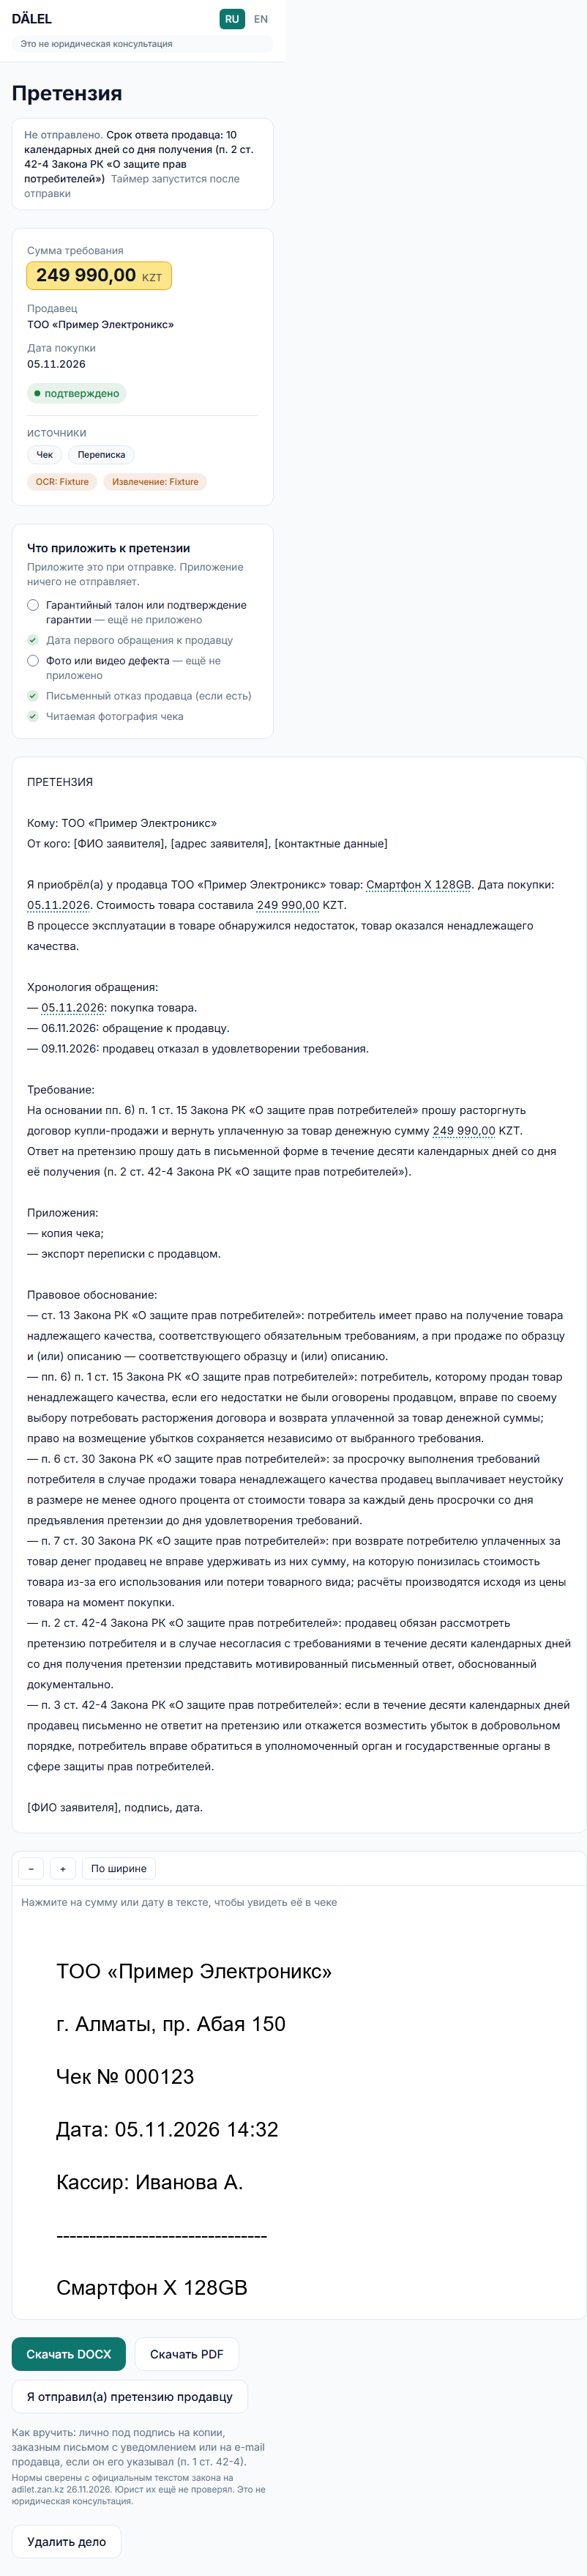 DÄLEL
RU EN
Это не юридическая консультация
Претензия
Не отправлено. Срок ответа продавца: 10
календарных дней со дня получения (п. 2 ст.
42-4 Закона РК «О защите прав
потребителей») Таймер запустится после
отправки
Сумма требования
249 990,00 KZT
Продавец
ТОО «Пример Электроникс»
Дата покупки
05.11.2026
подтверждено
ИСТОЧНИКИ
Чек Переписка
OCR: Fixture Извлечение: Fixture
Что приложить к претензии
Приложите это при отправке. Приложение
ничего не отправляет.
Гарантийный талон или подтверждение
гарантии — ещё не приложено
Дата первого обращения к продавцу
Фото или видео дефекта — ещё не
приложено
Письменный отказ продавца (если есть)
Читаемая фотография чека
ПРЕТЕНЗИЯ
Кому: ТОО «Пример Электроникс»
От кого: [ФИО заявителя], [адрес заявителя], [контактные данные]
Я приобрёл(а) у продавца ТОО «Пример Электроникс» товар: Смартфон X 128GB. Дата покупки:
05.11.2026. Стоимость товара составила 249 990,00 KZT.
В процессе эксплуатации в товаре обнаружился недостаток, товар оказался ненадлежащего
качества.
Хронология обращения:
— 05.11.2026: покупка товара.
— 06.11.2026: обращение к продавцу.
— 09.11.2026: продавец отказал в удовлетворении требования.
Требование:
На основании пп. 6) п. 1 ст. 15 Закона РК «О защите прав потребителей» прошу расторгнуть
договор купли-продажи и вернуть уплаченную за товар денежную сумму 249 990,00 KZT.
Ответ на претензию прошу дать в письменной форме в течение десяти календарных дней со дня
её получения (п. 2 ст. 42-4 Закона РК «О защите прав потребителей»).
Приложения:
— копия чека;
— экспорт переписки с продавцом.
Правовое обоснование:
— ст. 13 Закона РК «О защите прав потребителей»: потребитель имеет право на получение товара
надлежащего качества, соответствующего обязательным требованиям, а при продаже по образцу
и (или) описанию — соответствующего образцу и (или) описанию.
— пп. 6) п. 1 ст. 15 Закона РК «О защите прав потребителей»: потребитель, которому продан товар
ненадлежащего качества, если его недостатки не были оговорены продавцом, вправе по своему
выбору потребовать расторжения договора и возврата уплаченной за товар денежной суммы;
право на возмещение убытков сохраняется независимо от выбранного требования.
— п. 6 ст. 30 Закона РК «О защите прав потребителей»: за просрочку выполнения требований
потребителя в случае продажи товара ненадлежащего качества продавец выплачивает неустойку
в размере не менее одного процента от стоимости товара за каждый день просрочки со дня
предъявления претензии до дня удовлетворения требований.
— п. 7 ст. 30 Закона РК «О защите прав потребителей»: при возврате потребителю уплаченных за
товар денег продавец не вправе удерживать из них сумму, на которую понизилась стоимость
товара из-за его использования или потери товарного вида; расчёты производятся исходя из цены
товара на момент покупки.
— п. 2 ст. 42-4 Закона РК «О защите прав потребителей»: продавец обязан рассмотреть
претензию потребителя и в случае несогласия с требованиями в течение десяти календарных дней
со дня получения претензии представить мотивированный письменный ответ, обоснованный
документально.
— п. 3 ст. 42-4 Закона РК «О защите прав потребителей»: если в течение десяти календарных дней
продавец письменно не ответит на претензию или откажется возместить убыток в добровольном
порядке, потребитель вправе обратиться в уполномоченный орган и государственные органы в
сфере защиты прав потребителей.
[ФИО заявителя], подпись, дата.
− + По ширине
Нажмите на сумму или дату в тексте, чтобы увидеть её в чеке
ТОО «Пример Электроникс»
г. Алматы, пр. Абая 150
Чек № 000123
Дата: 05.11.2026 14:32
Кассир: Иванова А.
--------------------------------
Смартфон X 128GB
Скачать DOCX Скачать PDF
Я отправил(а) претензию продавцу
Как вручить: лично под подпись на копии,
заказным письмом с уведомлением или на e-mail
продавца, если он его указывал (п. 1 ст. 42-4).
Нормы сверены с официальным текстом закона на
adilet.zan.kz 26.11.2026. Юрист их ещё не проверял. Это не
юридическая консультация.
Удалить дело